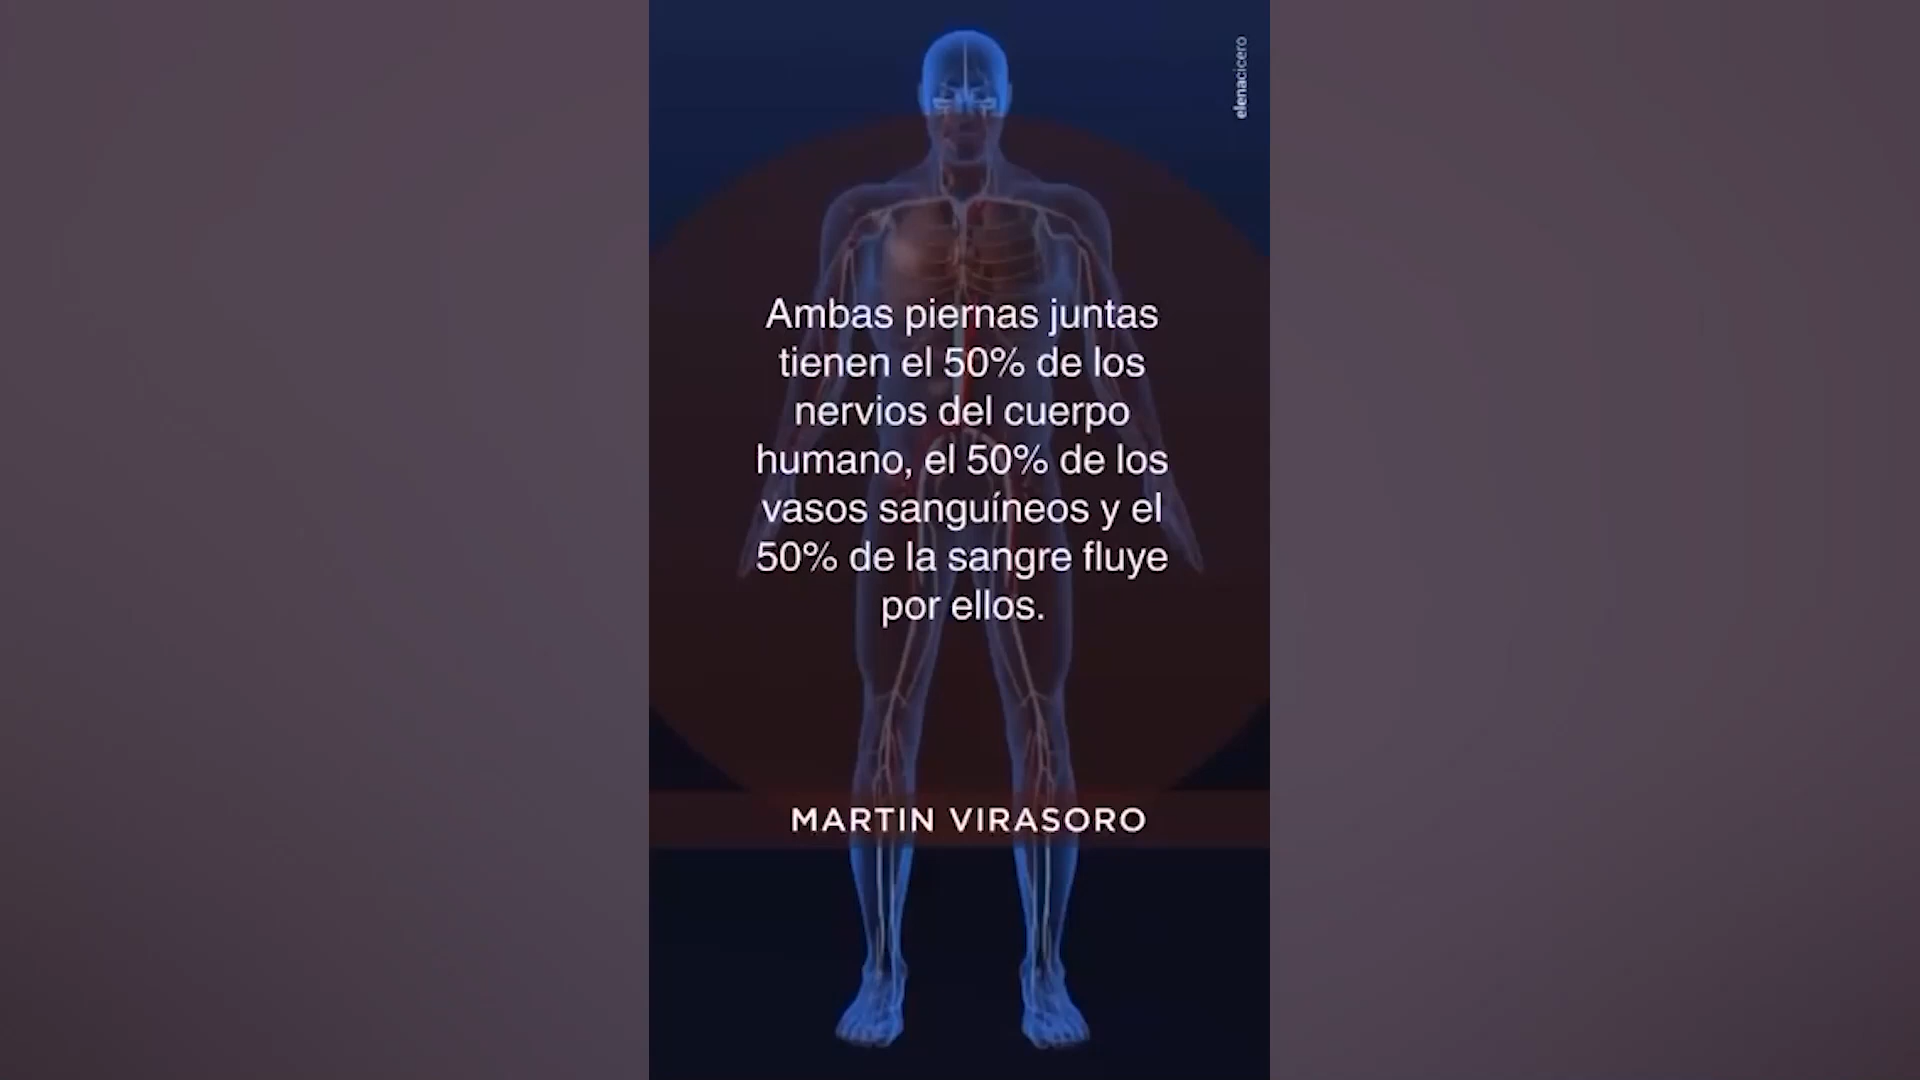 elenacicero
Ambas piernas juntas
tienen el 50% de los
nervios del cuerpo
humano, el 50% de los
vasos sanguíneos y el
50% de la sangre fluye
por ellos.
MARTIN VIRASORO